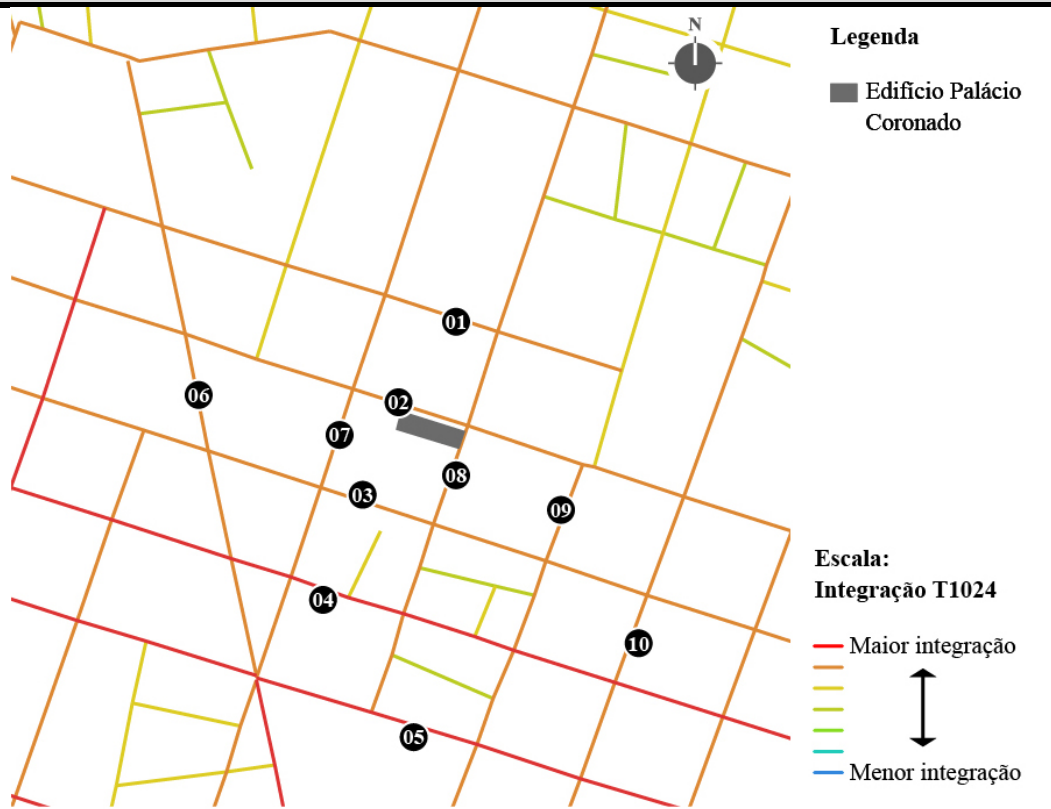 N
Legenda
Edifício Palácio
Coronado
01
02
06
07
08
03
09
04
10
05
Escala:
Integração T1024
Maior integração
Menor integração